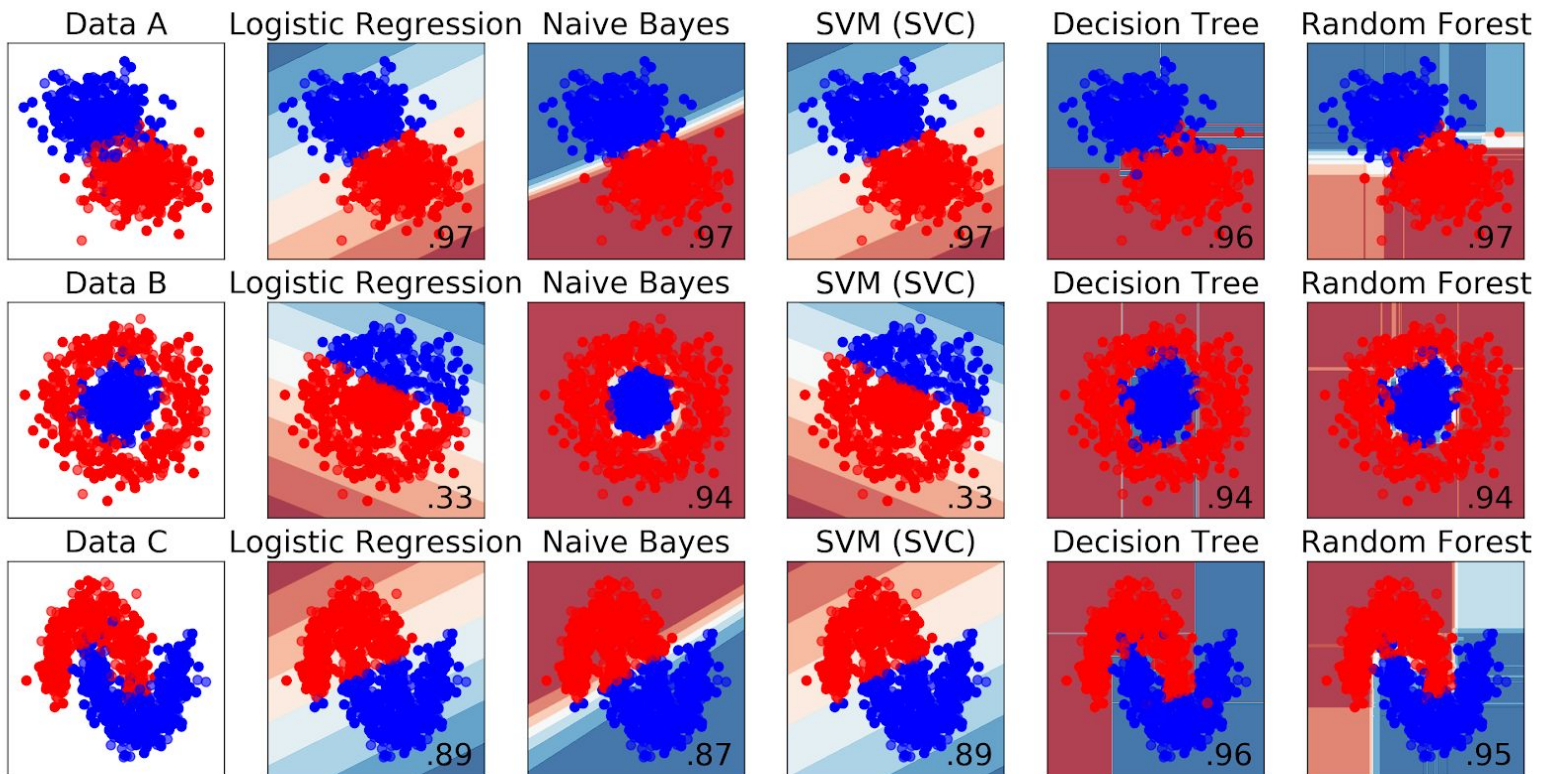 Data A Logistic Regression Naive Bayes SVM (SVC) Decision Tree Random Forest
.97 .97 .97 .96 .97
Data B Logistic Regression Naive Bayes SVM (SVC) Decision Tree Random Forest
.33 .94 .33 .94 .94
Data C Logistic Regression Naive Bayes SVM (SVC) Decision Tree Random Forest
.89 .87 .89 .96 .95